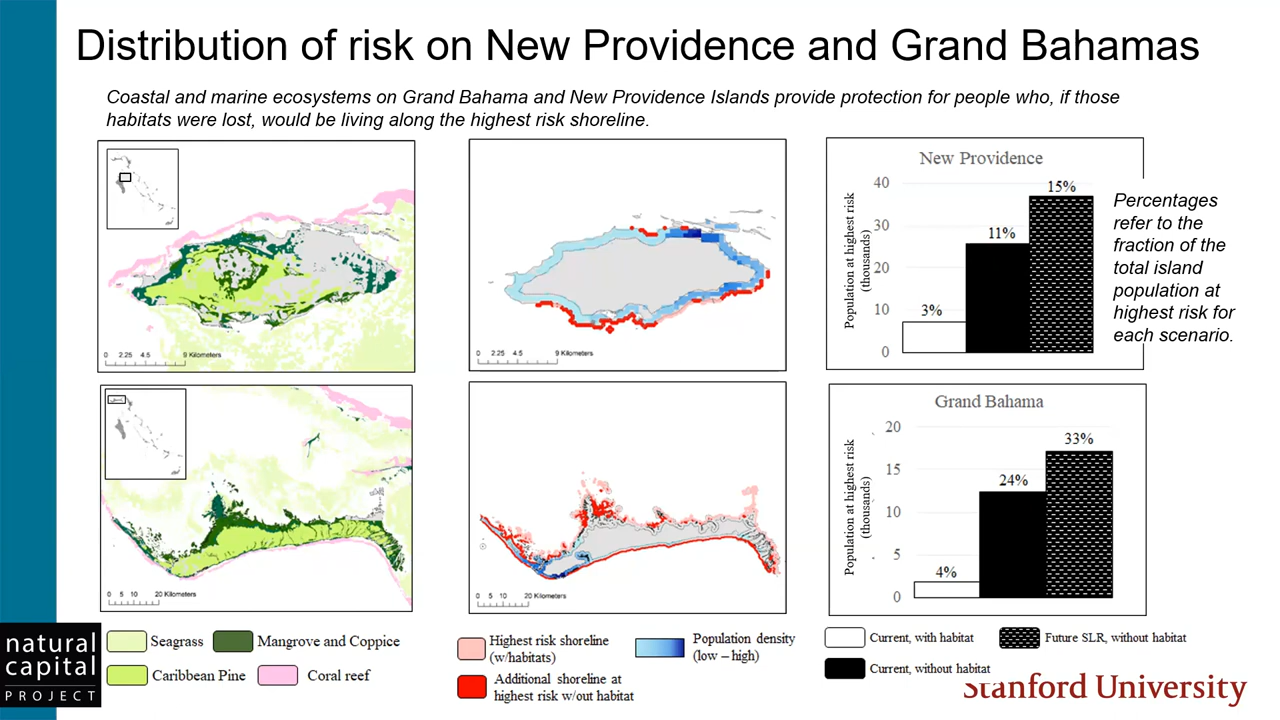 Distribution of risk on New Providence and Grand Bahamas
Coastal and marine ecosystems on Grand Bahama and New Providence Islands provide protection for people who, if those
habitats were lost, would be living along the highest risk shoreline.
0 2.25 4.5 9 Kilometers
0 2.25 4.5 9 Kilometers
New Providence
Population at highest risk
(thousands)
40
30
20
10
0
3%
11%
15%
Percentages
refer to the
fraction of the
total island
population at
highest risk for
each scenario.
0 5 10 20 Kilometers
0 5 10 20 Kilometers
Grand Bahama
Population at highest risk
(thousands)
20
15
10
5
0
4%
24%
33%
natural
capital
PROJECT
Seagrass
Mangrove and Coppice
Caribbean Pine
Coral reef
Highest risk shoreline
(w/habitats)
Additional shoreline at
highest risk w/out habitat
Population density
(low – high)
Current, with habitat
Future SLR, without habitat
Current, without habitat
Stanford University